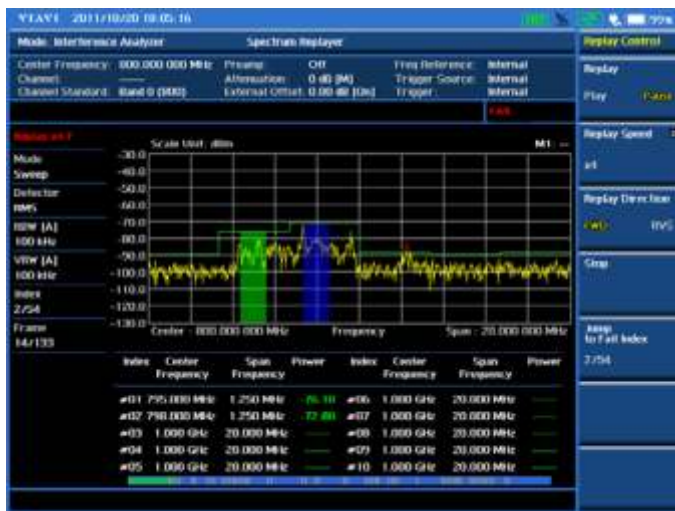 VIAVI 2011/10/20 18:05:16
99%
Mode: Interference Analyzer Spectrum Replayer
Center Frequency: 800.000 000 MHz Preamp: Off Freq Reference: Internal
Channel: ---- Attenuation: 0 dB [M] Trigger Source: Internal
Channel Standard: Band 0 (800) External Offset: 0.00 dB [On] Trigger: Internal
Scale Unit: dBm M1: --
Mode
Sweep
Detector
RMS
RBW [A]
100 kHz
VBW [A]
100 kHz
Index
2/54
Frame
14/133
-30.0
-40.0
-50.0
-60.0
-70.0
-80.0
-90.0
-100.0
-110.0
-120.0
-130.0
Center : 800.000 000 MHz Frequency Span : 20.000 000 MHz
Index Center Frequency Span Frequency Power Index Center Frequency Span Frequency Power
#01 795.000 MHz 1.250 MHz -76.10 #06 1.000 GHz 20.000 MHz ----
#02 798.000 MHz 1.250 MHz #07 1.000 GHz 20.000 MHz ----
#03 1.000 GHz 20.000 MHz ---- #08 1.000 GHz 20.000 MHz ----
#04 1.000 GHz 20.000 MHz ---- #09 1.000 GHz 20.000 MHz ----
#05 1.000 GHz 20.000 MHz ---- #10 1.000 GHz 20.000 MHz ----
Replay Control
Replay
Play Pause
Replay Speed
x4
Replay Direction
FWD RVS
Stop
Jump
to Fail Index
2/54